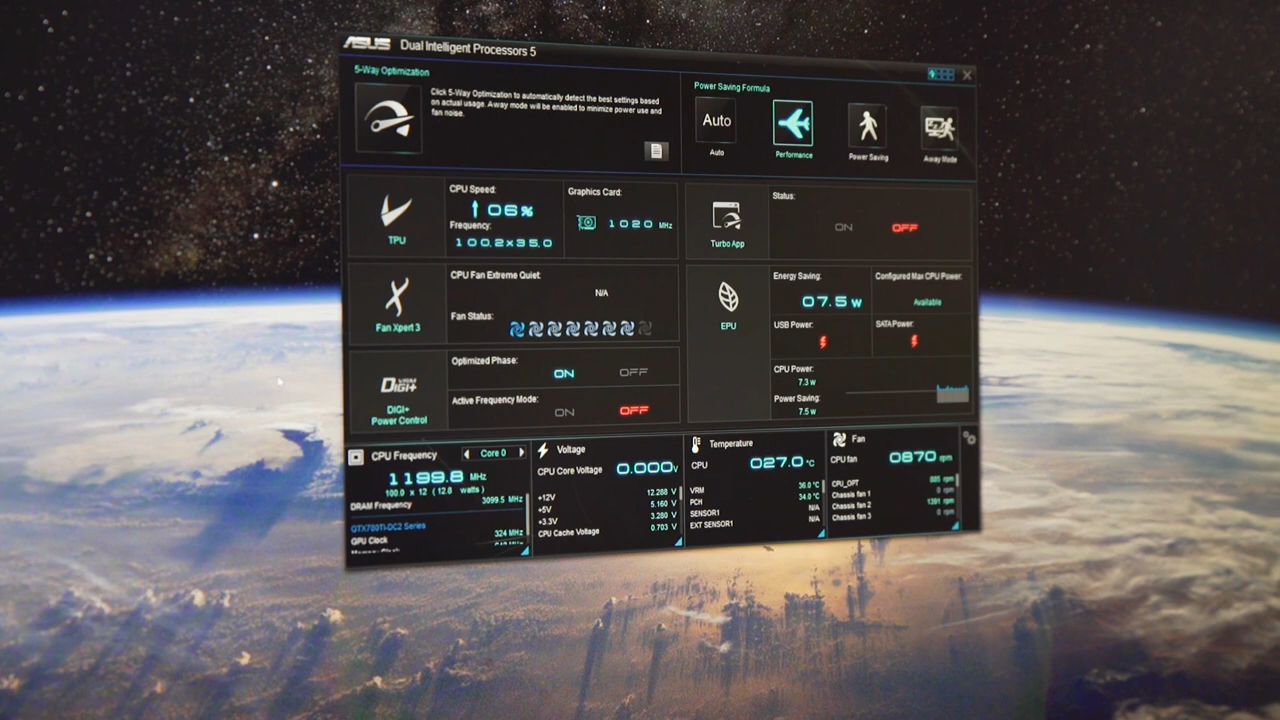 ASUS Dual Intelligent Processors 5
5-Way Optimization
Click 5-Way Optimization to automatically detect the best settings based
on actual usage. Away mode will be enabled to minimize power use and
fan noise.
Power Saving Formula
Auto
Auto
Performance
Power Saving
Away Mode
TPU
CPU Speed:
06%
Frequency:
100.2x35.0
Graphics Card:
1020 MHz
Turbo App
Status:
ON OFF
Fan Xpert 3
CPU Fan Extreme Quiet:
N/A
Fan Status:
EPU
Energy Saving:
07.5 w
Configured Max CPU Power:
Available
USB Power:
SATA Power:
CPU Power:
7.3 w
Power Saving:
7.5 w
DIGI+ VRM
DIGI+
Power Control
Optimized Phase:
ON OFF
Active Frequency Mode:
ON OFF
CPU Frequency
Core 0
1199.8 MHz
100.0 x 12 (12.8 watts)
DRAM Frequency 3099.5 MHz
GTX780TI-DC2 Series
GPU Clock 324 MHz
Memory Clock
Voltage
CPU Core Voltage 0.000v
+12V 12.288 V
+5V 5.160 V
+3.3V 3.280 V
CPU Cache Voltage 0.703 V
Temperature
CPU 027.0 °C
VRM 36.0 °C
PCH 34.0 °C
SENSOR1 N/A
EXT SENSOR1 N/A
Fan
CPU fan 0870 rpm
CPU_OPT 885 rpm
Chassis fan 1 0 rpm
Chassis fan 2 1391 rpm
Chassis fan 3 0 rpm